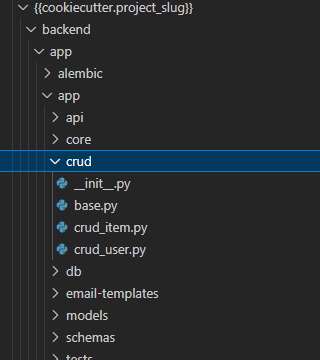 {{cookiecutter.project_slug}}
backend
app
alembic
app
api
core
crud
__init__.py
base.py
crud_item.py
crud_user.py
db
email-templates
models
schemas
tests